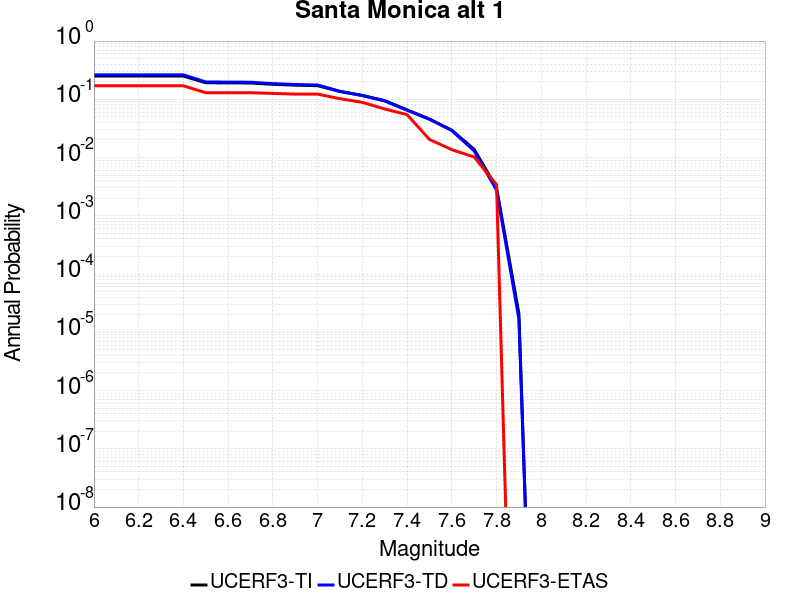 Santa Monica alt 1
10^0
10^-1
10^-2
10^-3
10^-4
10^-5
10^-6
10^-7
10^-8
Annual Probability
6 6.2 6.4 6.6 6.8 7 7.2 7.4 7.6 7.8 8 8.2 8.4 8.6 8.8 9
Magnitude
UCERF3-TI UCERF3-TD UCERF3-ETAS